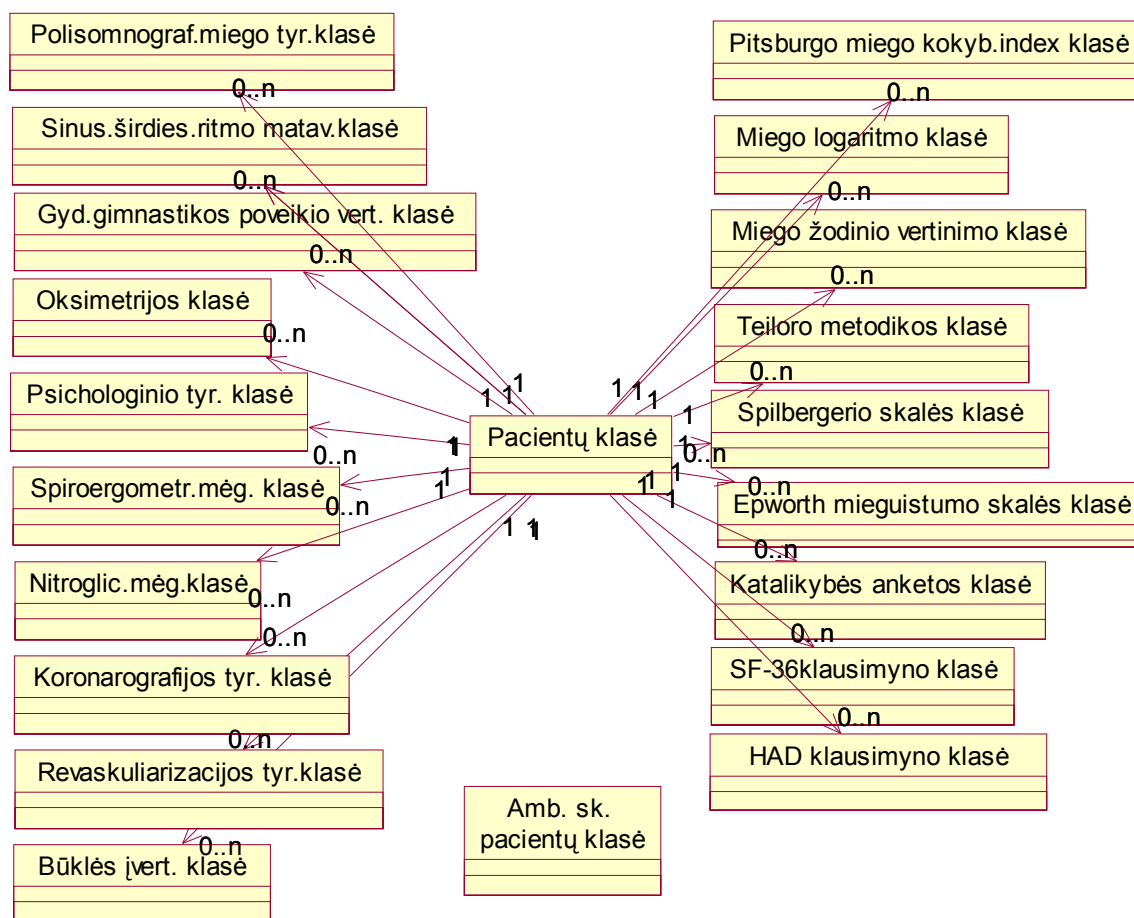 Polisomnograf.miego tyr.klasė
0..n
Sinus.širdies.ritmo matav.klasė
0..n
Gyd.gimnastikos poveikio vert. klasė
0..n
Oksimetrijos klasė
0..n
Psichologinio tyr. klasė
0..n
Spiroergometr.mėg. klasė
0..n
Nitroglic.mėg.klasė
0..n
0..n
Koronarografijos tyr. klasė
0..n
Revaskuliarizacijos tyr.klasė
0..n
Būklės įvert. klasė
1
1
1
1
1
1
1
1
1
1
Pacientų klasė
1
1
1
1
1
1
1
1
1
Amb. sk.
pacientų klasė
Pitsburgo miego kokyb.index klasė
0..n
Miego logaritmo klasė
0..n
Miego žodinio vertinimo klasė
0..n
Teiloro metodikos klasė
0..n
Spilbergerio skalės klasė
0..n
0..n
Epworth mieguistumo skalės klasė
0..n
Katalikybės anketos klasė
0..n
SF-36klausimyno klasė
0..n
HAD klausimyno klasė